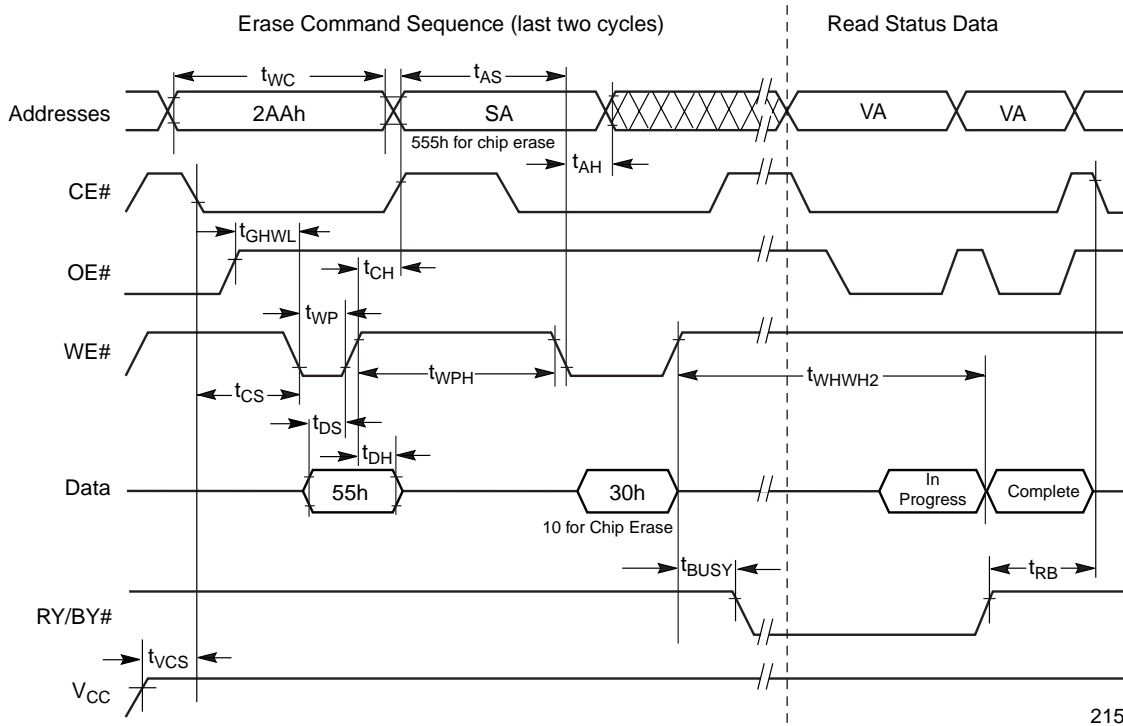 Erase Command Sequence (last two cycles)
Read Status Data
tWC
tAS
Addresses
2AAh
SA
VA
VA
555h for chip erase
tAH
CE#
tGHWL
OE#
tCH
tWP
WE#
tWPH
tWHWH2
tCS
tDS
tDH
Data
55h
30h
In
Progress
Complete
10 for Chip Erase
tBUSY
tRB
RY/BY#
tVCS
VCC
215